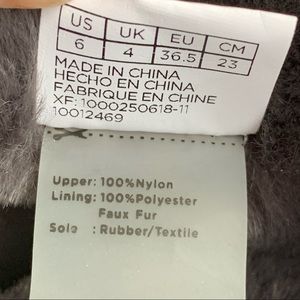 US UK EU CM
6 4 36.5 23
MADE IN CHINA
HECHO EN CHINA
FABRIQUE EN CHINE
XF: 1000250618-11
10012469
Upper: 100%Nylon
Lining: 100%Polyester
Faux Fur
Sole : Rubber/Textile